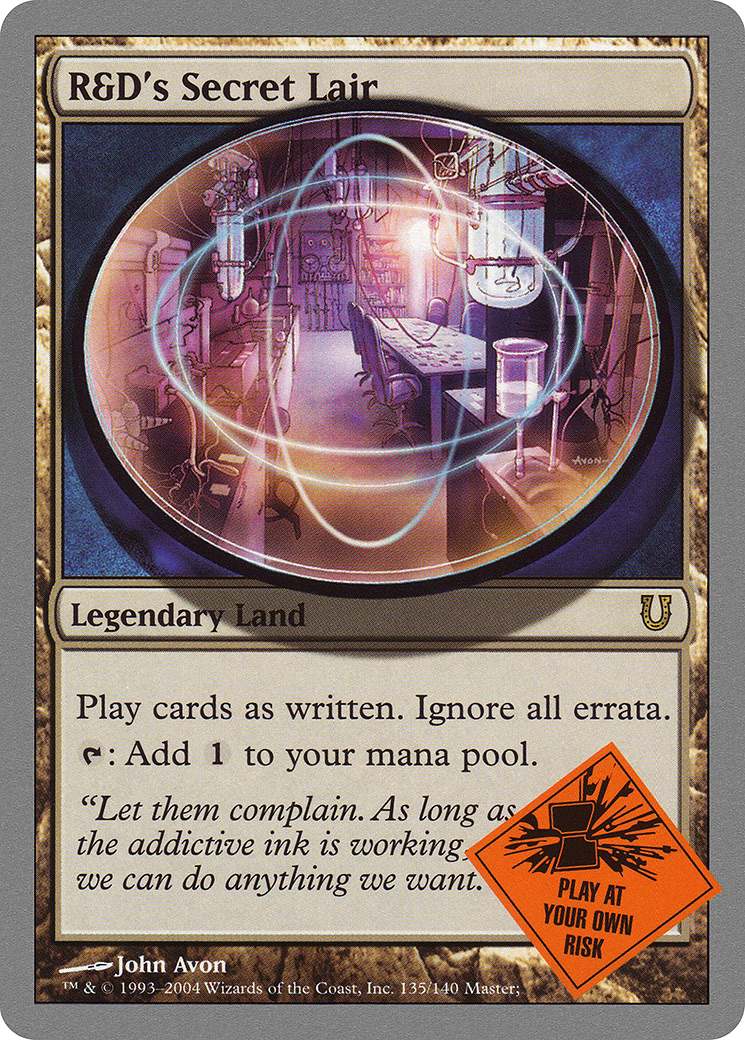 R&D's Secret Lair
AVON
Legendary Land
Play cards as written. Ignore all errata.
: Add 1 to your mana pool.
“Let them complain. As long as
the addictive ink is working,
we can do anything we want.
PLAY AT
YOUR OWN
RISK
John Avon
™ & © 1993–2004 Wizards of the Coast, Inc. 135/140 Master;